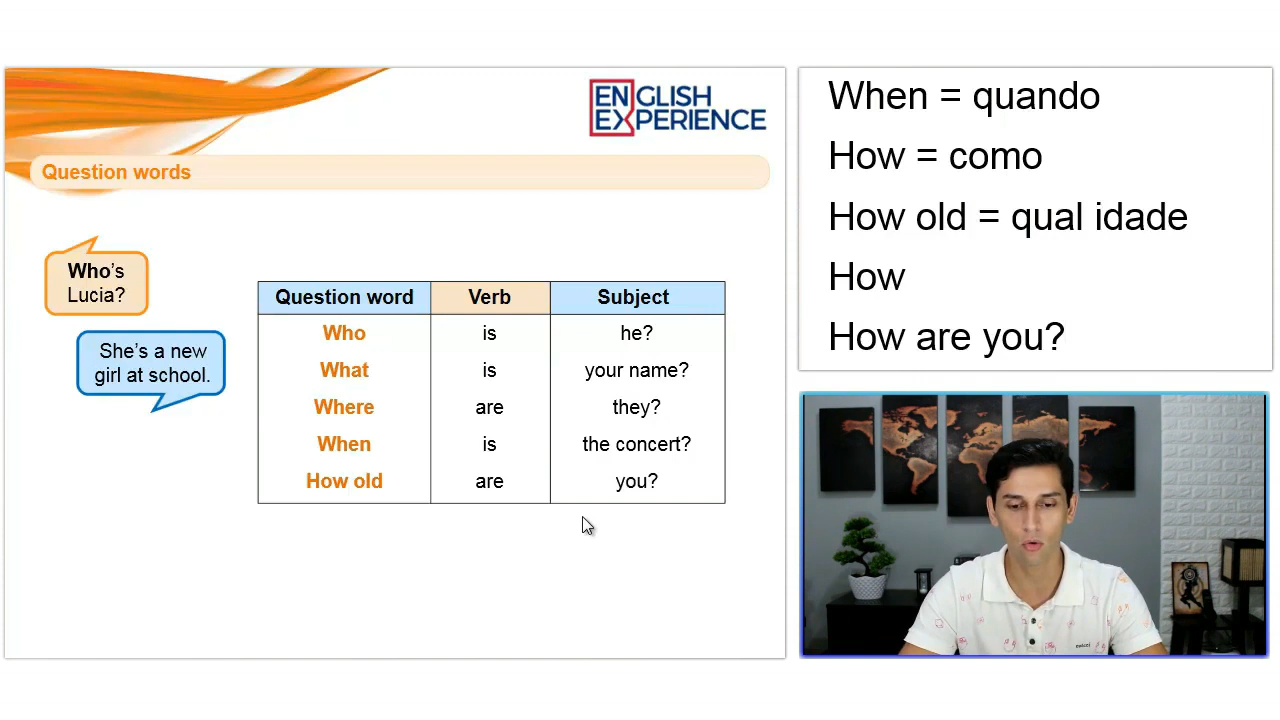 ENGLISH
EXPERIENCE
Question words
Who's
Lucia?
She's a new
girl at school.
Question word Verb Subject
Who is he?
What is your name?
Where are they?
When is the concert?
How old are you?
When = quando
How = como
How old = qual idade
How
How are you?